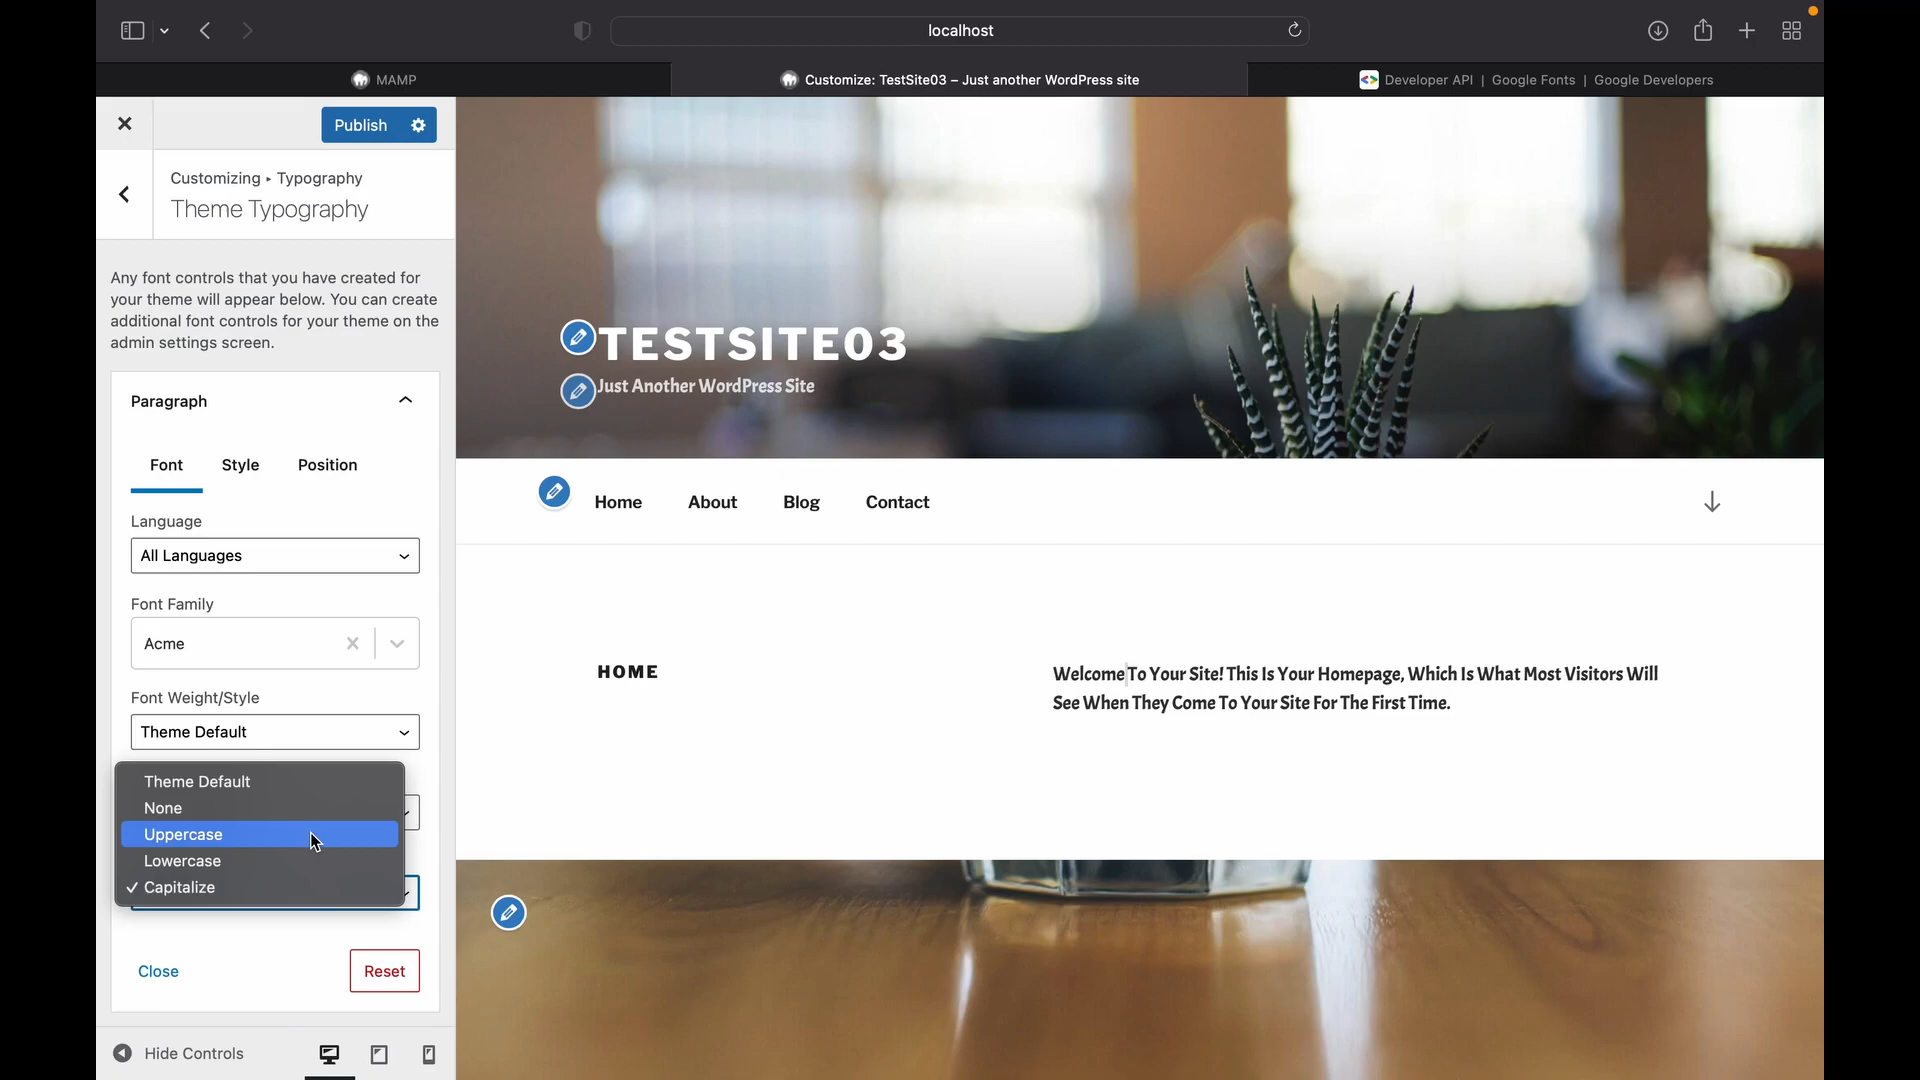 localhost
MAMP
Customize: TestSite03 – Just another WordPress site
Developer API | Google Fonts | Google Developers
Publish
Customizing ▸ Typography
Theme Typography
Any font controls that you have created for
your theme will appear below. You can create
additional font controls for your theme on the
admin settings screen.
Paragraph
Font Style Position
Language
All Languages
Font Family
Acme
Font Weight/Style
Theme Default
Theme Default
None
Uppercase
Lowercase
✓ Capitalize
Close
Reset
Hide Controls
TESTSITE03
Just Another WordPress Site
Home About Blog Contact
HOME
Welcome To Your Site! This Is Your Homepage, Which Is What Most Visitors Will
See When They Come To Your Site For The First Time.